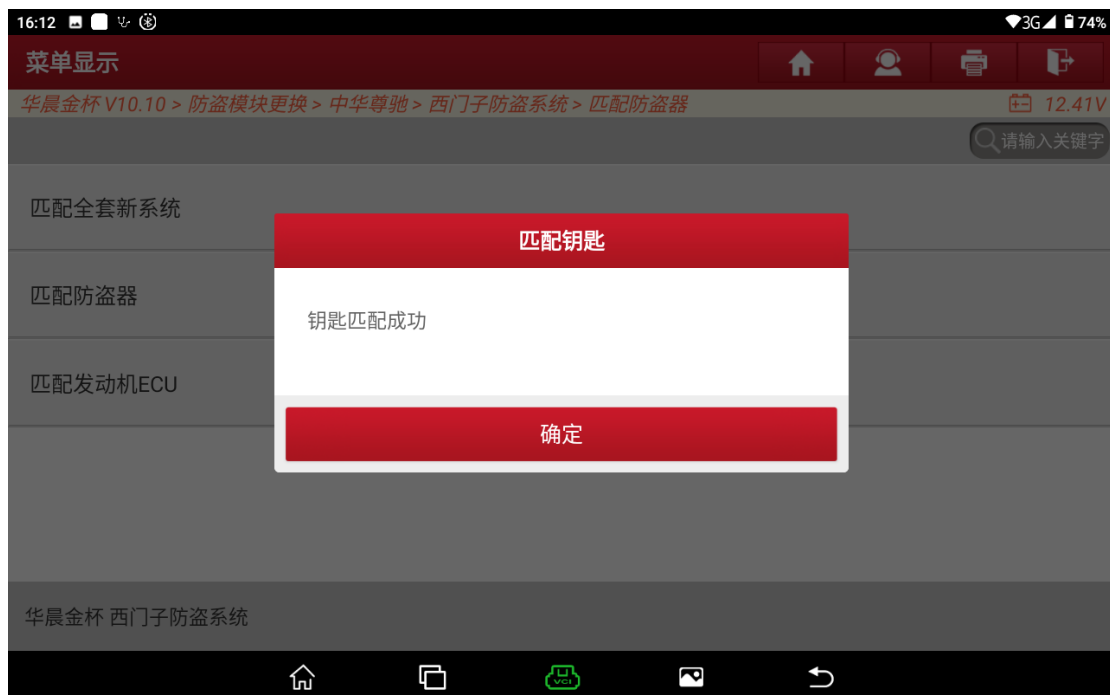 16:12 3G 74%
菜单显示
华晨金杯 V10.10 > 防盗模块更换 > 中华尊驰 > 西门子防盗系统 > 匹配防盗器 12.41V
请输入关键字
匹配全套新系统
匹配钥匙
匹配防盗器
钥匙匹配成功
匹配发动机ECU
确定
华晨金杯 西门子防盗系统
VCI